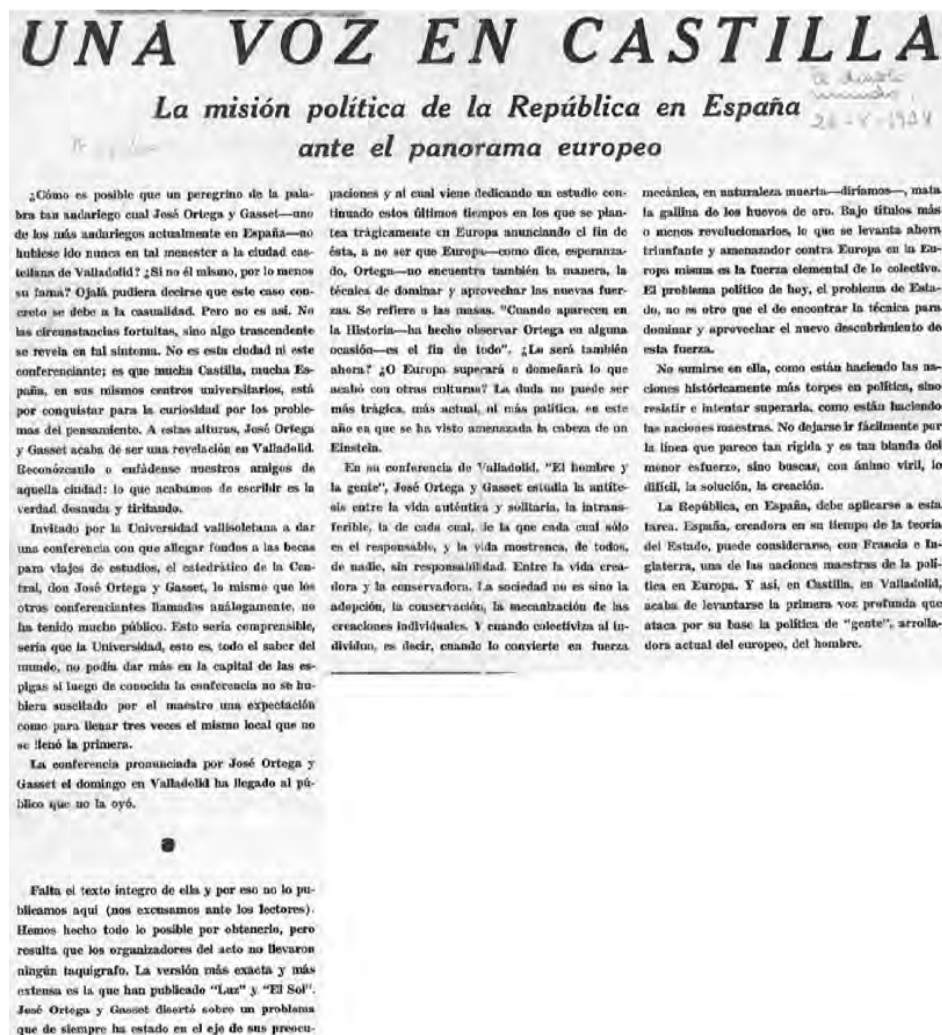 UNA VOZ EN CASTILLA
La misión política de la República en España
ante el panorama europeo
¿Cómo es posible que un peregrino de la pala-
bra tan andariego cual José Ortega y Gasset—uno
de los más andariegos actualmente en España—no
hubiese ido nunca en tal menester a la ciudad cas-
tellana de Valladolid? ¿Si no él mismo, por lo menos
su fama? Ojalá pudiera decirse que este caso con-
creto se debe a la casualidad. Pero no es así. No
las circunstancias fortuitas, sino algo trascendente
se revela en tal síntoma. No es esta ciudad ni este
conferenciante; es que mucha Castilla, mucha Es-
paña, en sus mismos centros universitarios, está
por conquistar para la curiosidad por los proble-
mas del pensamiento. A estas alturas, José Ortega
y Gasset acaba de ser una revelación en Valladolid.
Reconózcanlo o enfádense nuestros amigos de
aquella ciudad: lo que acabamos de escribir es la
verdad desnuda y tiritando.
Invitado por la Universidad vallisoletana a dar
una conferencia con que allegar fondos a las becas
para viajes de estudios, el catedrático de la Cen-
tral, don José Ortega y Gasset, lo mismo que los
otros conferenciantes llamados análogamente, no
ha tenido mucho público. Esto sería comprensible,
sería que la Universidad, esto es, todo el saber del
mundo, no podía dar más en la capital de las es-
pigas si luego de conocida la conferencia no se hu-
biera suscitado por el maestro una expectación
como para llenar tres veces el mismo local que no
se llenó la primera.
La conferencia pronunciada por José Ortega y
Gasset el domingo en Valladolid ha llegado al pú-
blico que no la oyó.
Falta el texto íntegro de ella y por eso no lo pu-
blicamos aquí (nos excusamos ante los lectores).
Hemos hecho todo lo posible por obtenerlo, pero
resulta que los organizadores del acto no llevaron
ningún taquígrafo. La versión más exacta y más
extensa es la que han publicado "Luz" y "El Sol".
José Ortega y Gasset disertó sobre un problema
que de siempre ha estado en el eje de sus preocu-
paciones y al cual viene dedicando un estudio con-
tinuado estos últimos tiempos en los que se plan-
tea trágicamente en Europa anunciando el fin de
ésta, a no ser que Europa—como dice, esperanza-
do, Ortega—no encuentra también la manera, la
técnica de dominar y aprovechar las nuevas fuer-
zas. Se refiere a las masas. "Cuando aparecen en
la Historia—ha hecho observar Ortega en alguna
ocasión—es el fin de todo". ¿Lo será también
ahora? ¿O Europa superará o domeñará lo que
acabó con otras culturas? La duda no puede ser
más trágica, más actual, ni más política, en este
año en que se ha visto amenazada la cabeza de un
Einstein.
En su conferencia de Valladolid, "El hombre y
la gente", José Ortega y Gasset estudia la antíte-
sis entre la vida auténtica y solitaria, la intrans-
ferible, la de cada cual, de la que cada cual sólo
en el responsable, y la vida mostrenca, de todos,
de nadie, sin responsabilidad. Entre la vida crea-
dora y la conservadora. La sociedad no es sino la
adopción, la conservación, la mecanización de las
creaciones individuales. Y cuando colectiviza al in-
dividuo, es decir, cuando lo convierte en fuerza
mecánica, en naturaleza muerta—diríamos—, mata
la gallina de los huevos de oro. Bajo títulos más
o menos revolucionarios, lo que se levanta ahora
triunfante y amenazador contra Europa en la Eu-
ropa misma es la fuerza elemental de lo colectivo.
El problema político de hoy, el problema de Esta-
do, no es otro que el de encontrar la técnica para
dominar y aprovechar el nuevo descubrimiento de
esta fuerza.
No sumirse en ella, como están haciendo las na-
ciones históricamente más torpes en política, sino
resistir e intentar superarla, como están haciendo
las naciones maestras. No dejarse ir fácilmente por
la línea que parece tan rígida y es tan blanda del
menor esfuerzo, sino buscar, con ánimo viril, lo
difícil, la solución, la creación.
La República, en España, debe aplicarse a esta
tarea. España, creadora en su tiempo de la teoría
del Estado, puede considerarse, con Francia e In-
glaterra, una de las naciones maestras de la polí-
tica en Europa. Y así, en Castilla, en Valladolid,
acaba de levantarse la primera voz profunda que
ataca por su base la política de "gente", arrolla-
dora actual del europeo, del hombre.